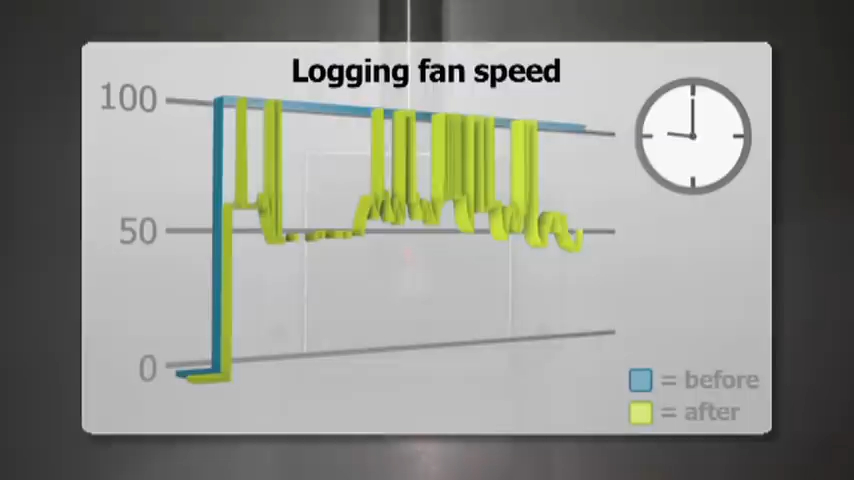 Logging fan speed
100
50
0
= before
= after